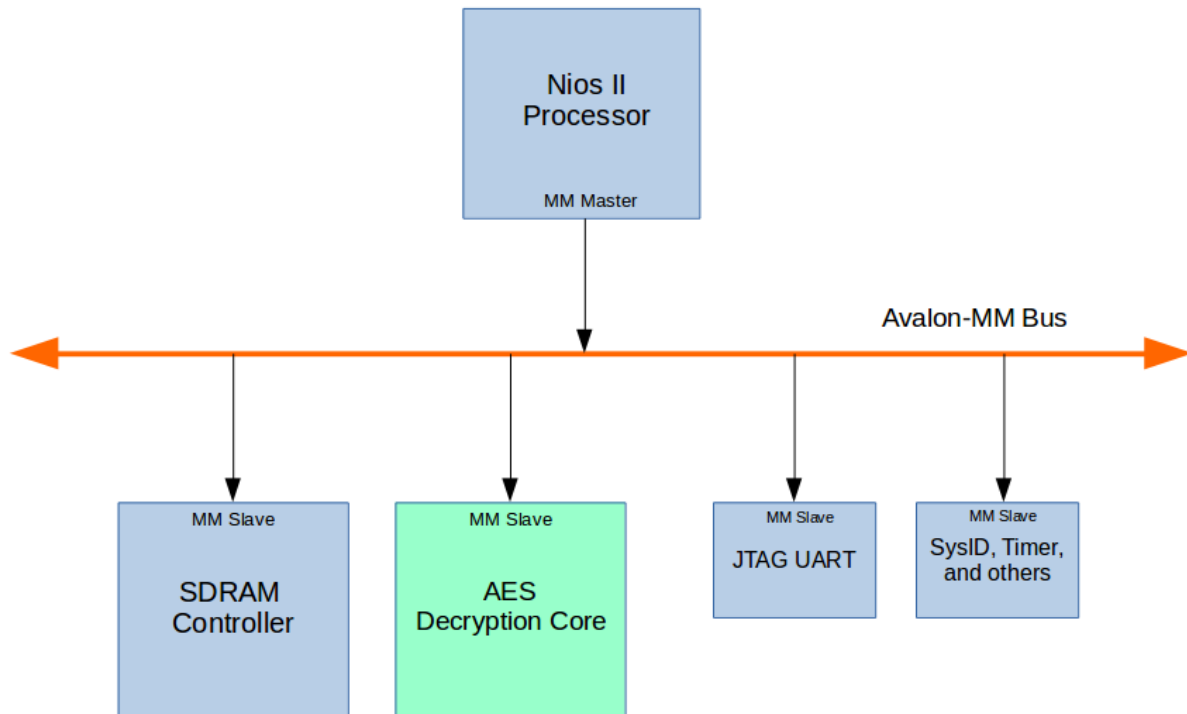 Nios II
Processor
MM Master
Avalon-MM Bus
MM Slave
SDRAM
Controller
MM Slave
AES
Decryption Core
MM Slave
JTAG UART
MM Slave
SysID, Timer,
and others